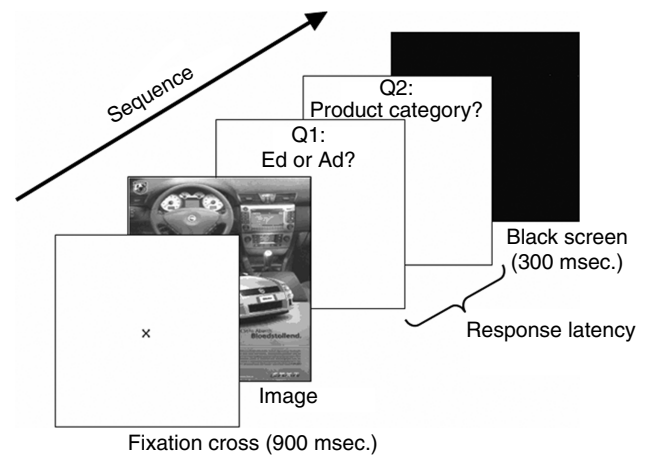 Sequence
Q2:
Product category?
Q1:
Ed or Ad?
Black screen
(300 msec.)
Response latency
Bloedstollend.
Image
x
Fixation cross (900 msec.)